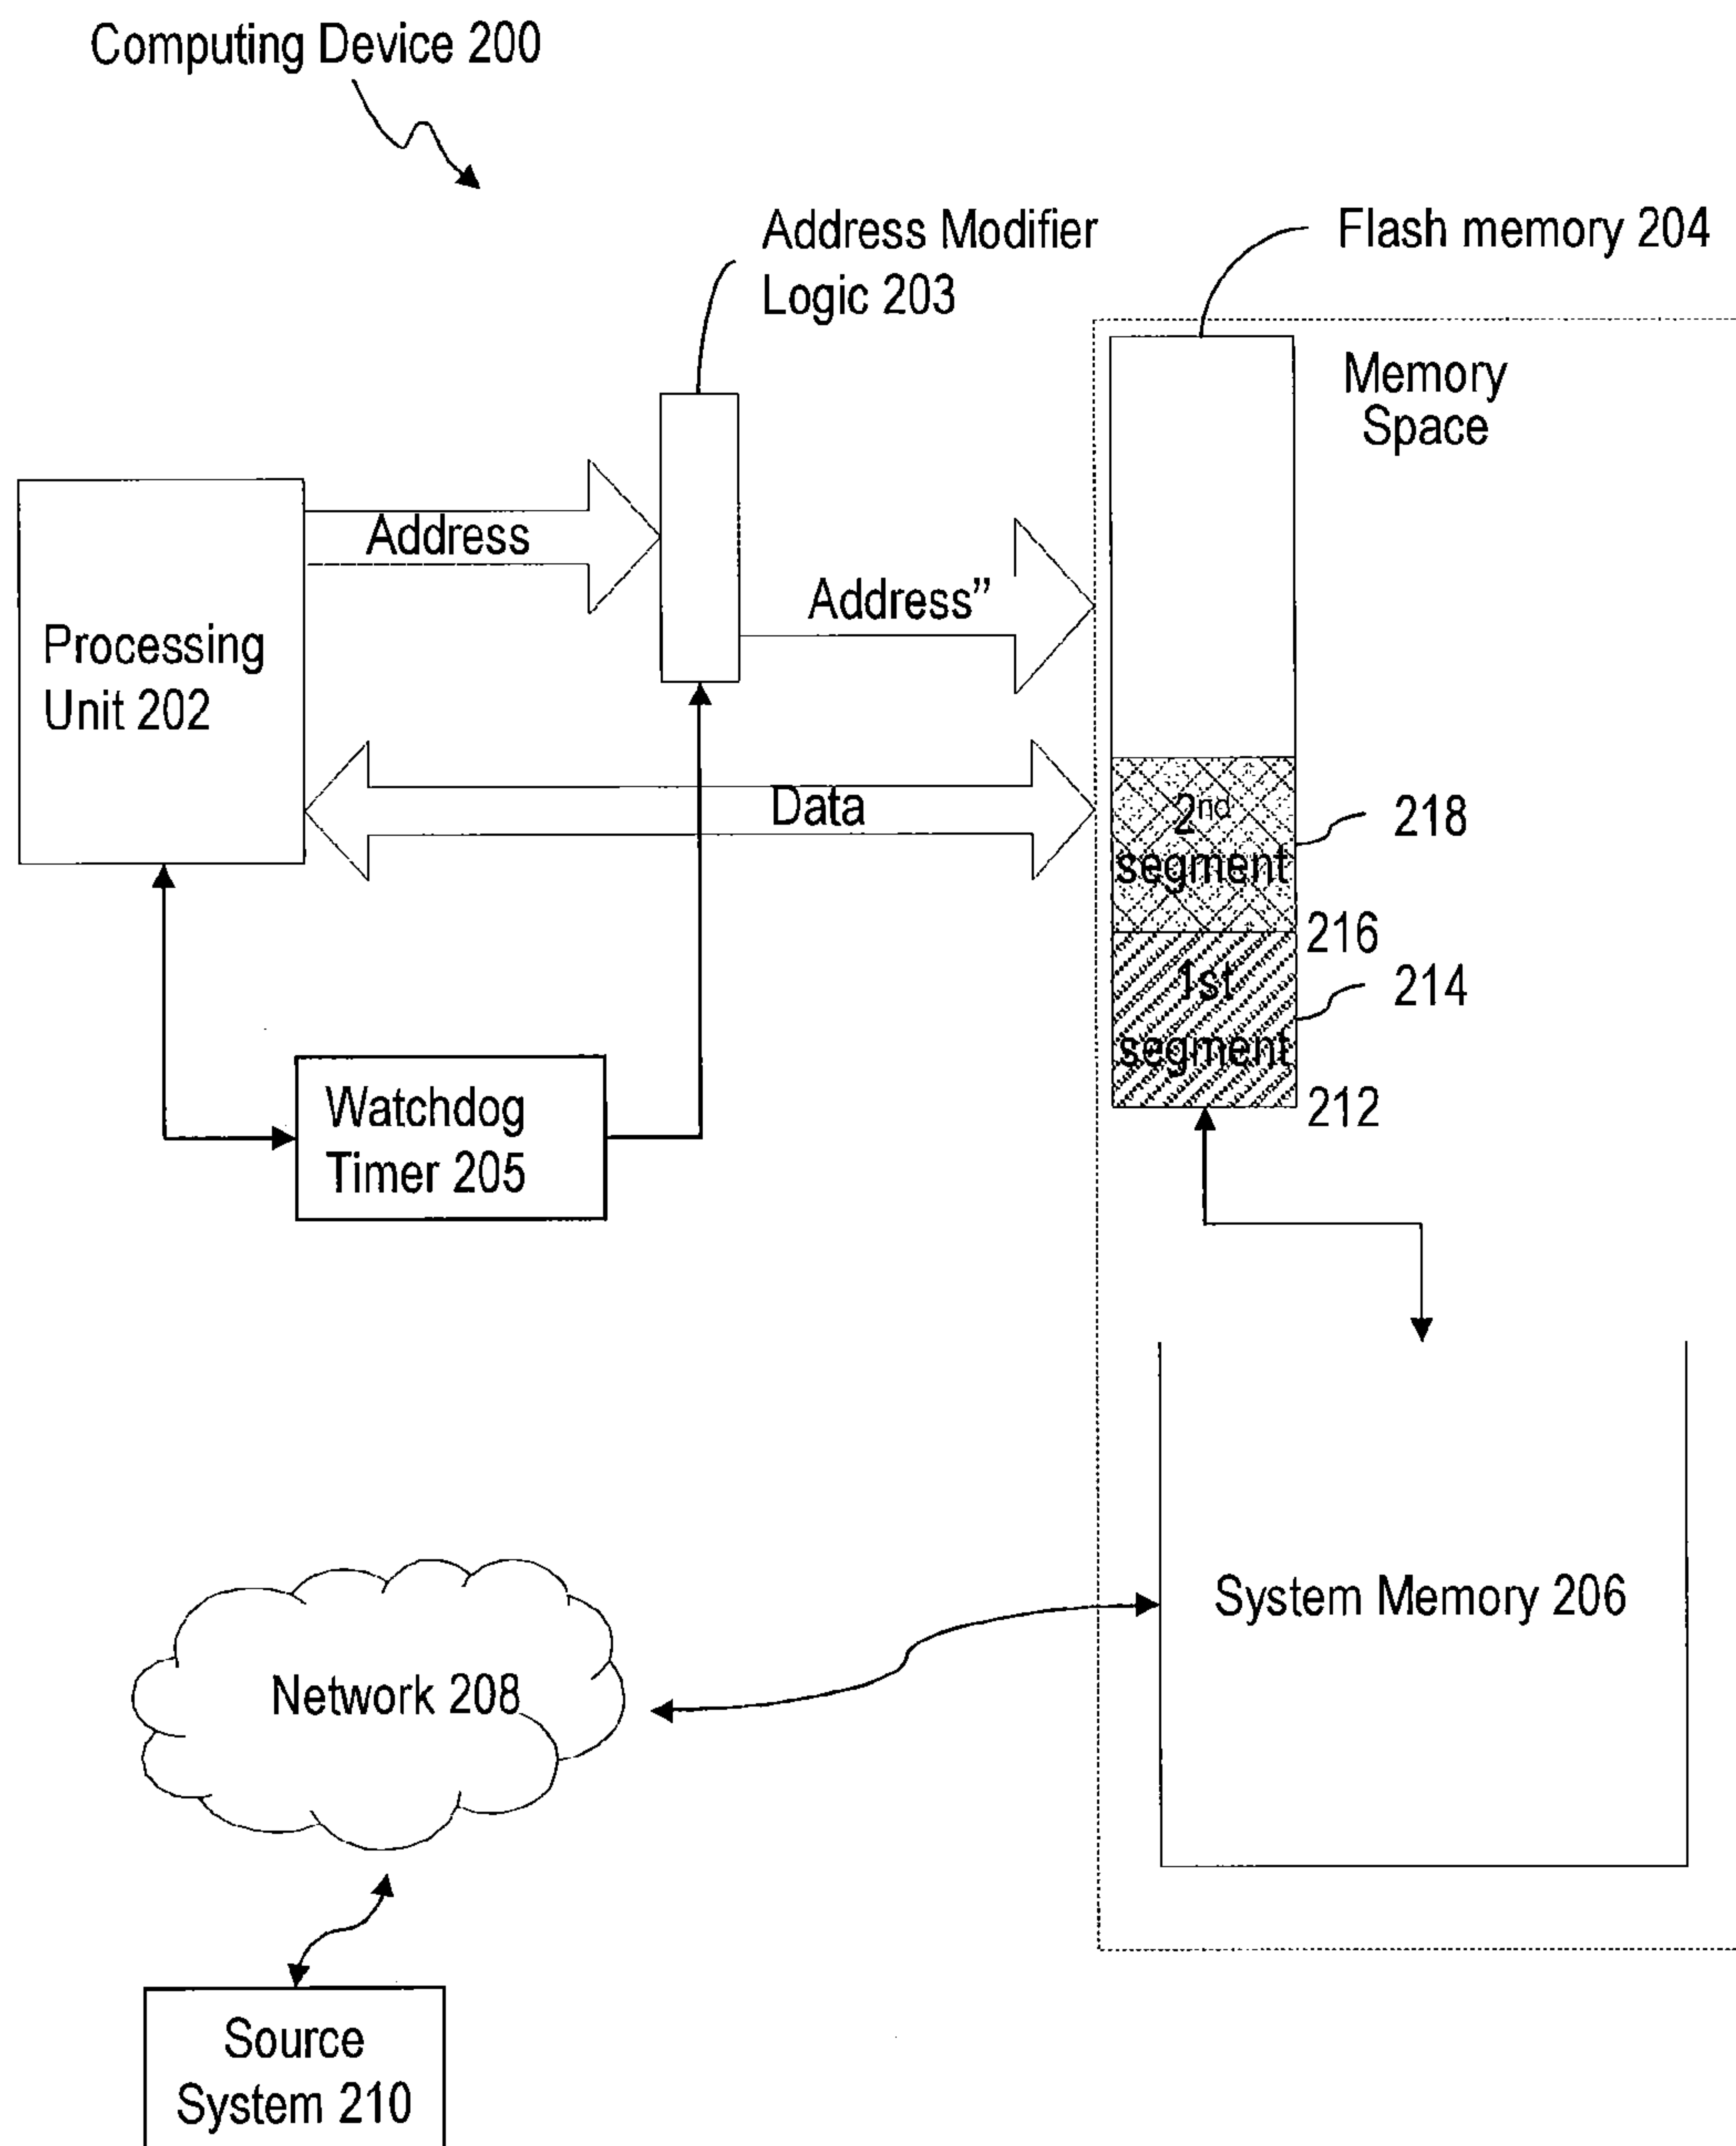 Computing Device 200
Address Modifier
Logic 203
Flash memory 204
Memory
Space
Address
Address”
Processing
Unit 202
Data
2nd
segment
218
216
1st
segment
214
212
Watchdog
Timer 205
System Memory 206
Network 208
Source
System 210